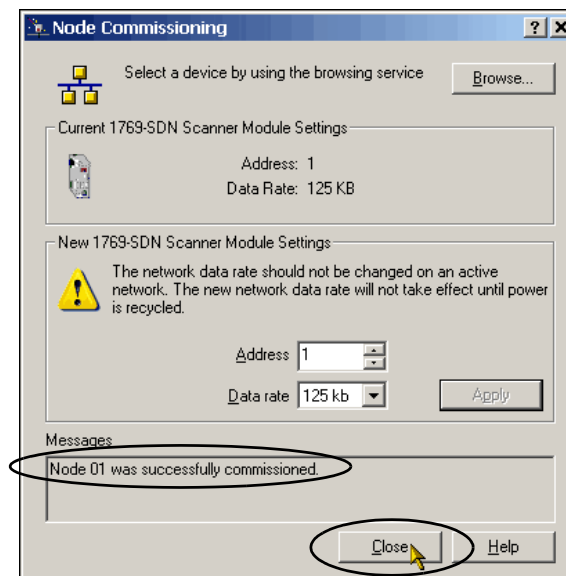 Node Commissioning
Select a device by using the browsing service
Browse...
Current 1769-SDN Scanner Module Settings
Address: 1
Data Rate: 125 KB
New 1769-SDN Scanner Module Settings
The network data rate should not be changed on an active
network. The new network data rate will not take effect until power
is recycled.
Address 1
Data rate 125 kb
Apply
Messages
Node 01 was successfully commissioned.
Close Help